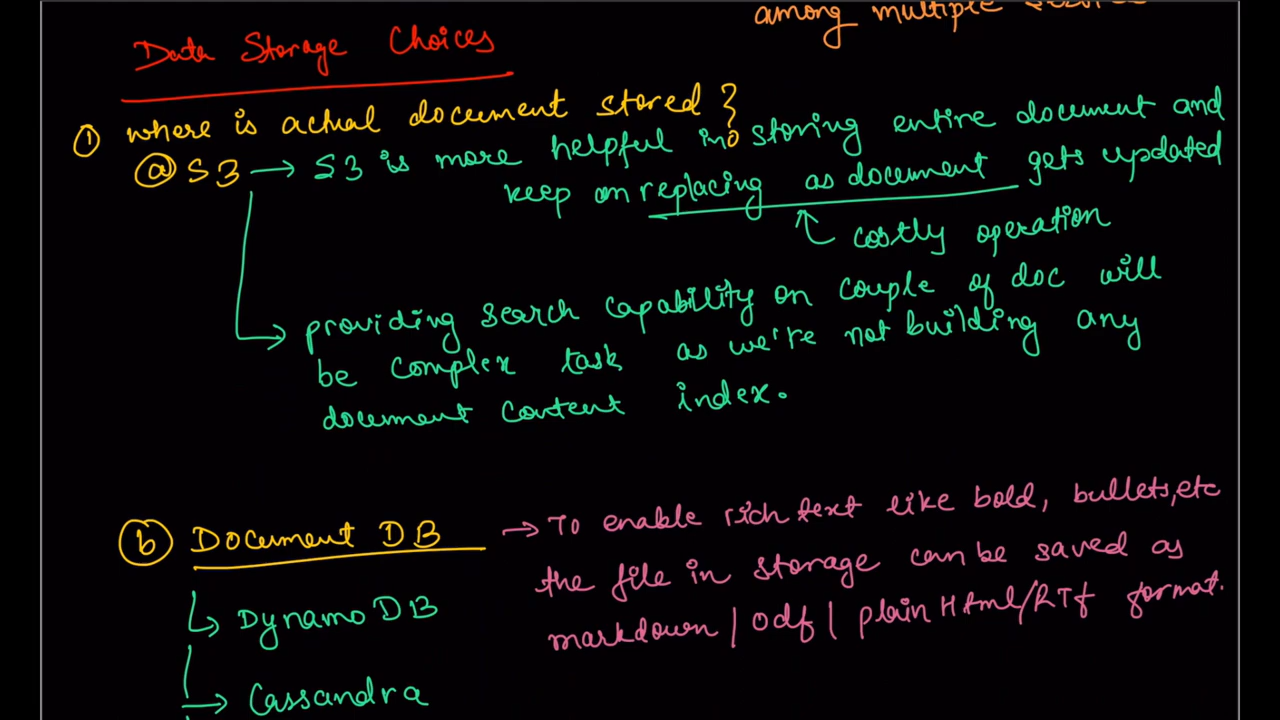 among multiple
Data Storage Choices
① where is actual document stored?
ⓐ S3 → S3 is more helpful in storing entire document and
keep on replacing as document gets updated
costly operation
→ providing search capability on couple of doc will
be complex task as we're not building any
document content index.
ⓑ Document DB → To enable rich text like bold, bullets, etc
the file in storage can be saved as
↳ DynamoDB
markdown | odf | plain Html/RTf format.
→ Cassandra